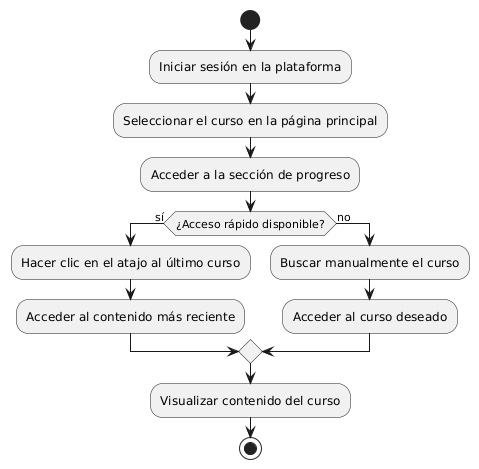 Iniciar sesión en la plataforma
Seleccionar el curso en la página principal
Acceder a la sección de progreso
¿Acceso rápido disponible?
sí
no
Hacer clic en el atajo al último curso
Buscar manualmente el curso
Acceder al contenido más reciente
Acceder al curso deseado
Visualizar contenido del curso